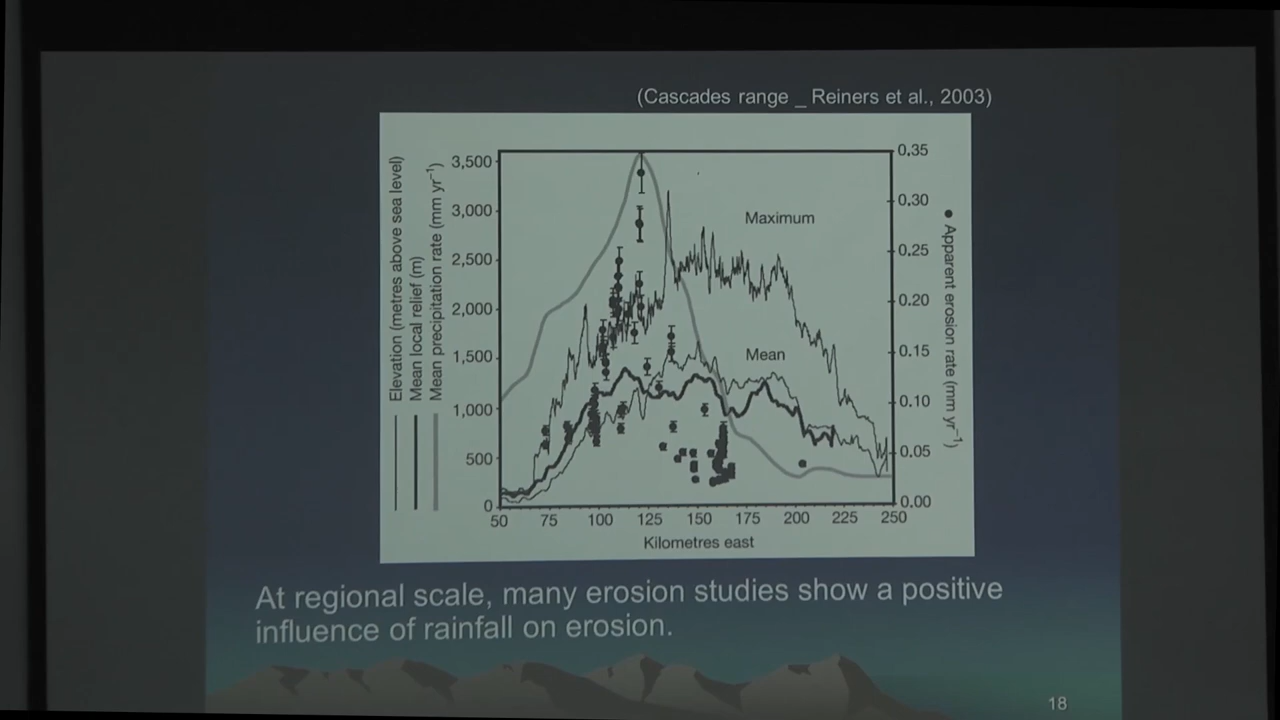 (Cascades range _ Reiners et al., 2003)
Elevation (metres above sea level)
Mean local relief (m)
Mean precipitation rate (mm yr⁻¹)
3,500
3,000
2,500
2,000
1,500
1,000
500
0
Maximum
Mean
0.35
0.30
0.25
0.20
0.15
0.10
0.05
0.00
● Apparent erosion rate (mm yr⁻¹)
50 75 100 125 150 175 200 225 250
Kilometres east
At regional scale, many erosion studies show a positive
influence of rainfall on erosion.
18